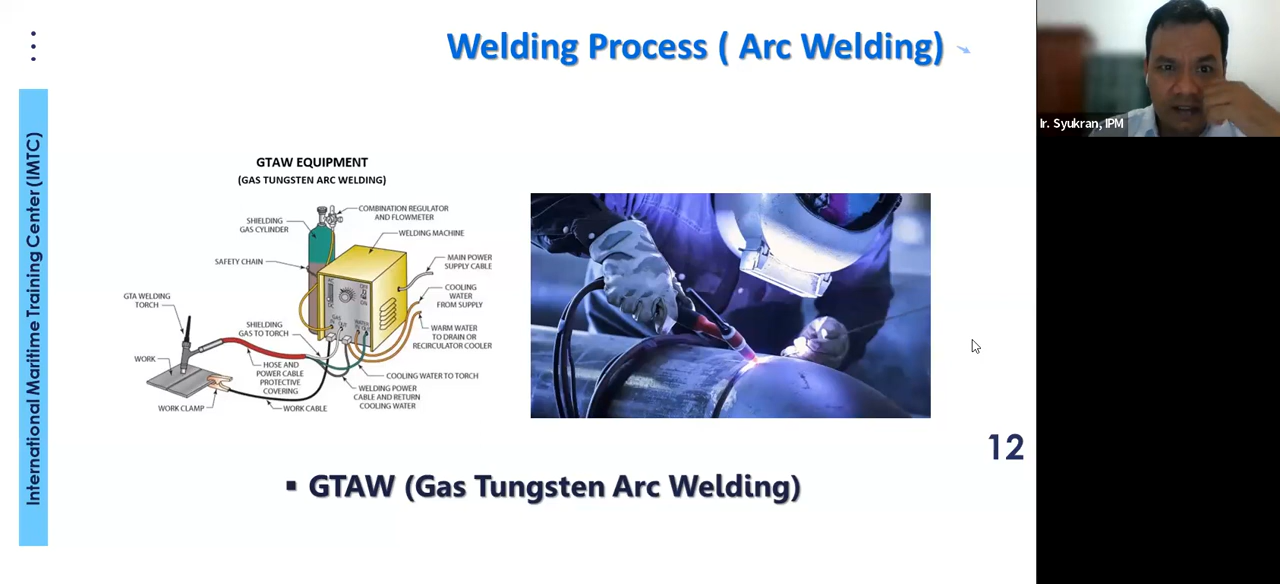 Welding Process ( Arc Welding)
International Maritime Training Center (IMTC)
GTAW EQUIPMENT
(GAS TUNGSTEN ARC WELDING)
COMBINATION REGULATOR
AND FLOWMETER
SHIELDING
GAS CYLINDER
WELDING MACHINE
SAFETY CHAIN
MAIN POWER
SUPPLY CABLE
COOLING
WATER
FROM SUPPLY
GTA WELDING
TORCH
SHIELDING
GAS TO TORCH
WARM WATER
TO DRAIN OR
RECIRCULATOR COOLER
WORK
HOSE AND
POWER CABLE
PROTECTIVE
COVERING
COOLING WATER TO TORCH
WELDING POWER
CABLE AND RETURN
COOLING WATER
WORK CLAMP
WORK CABLE
12
▪ GTAW (Gas Tungsten Arc Welding)
Ir. Syukran, IPM